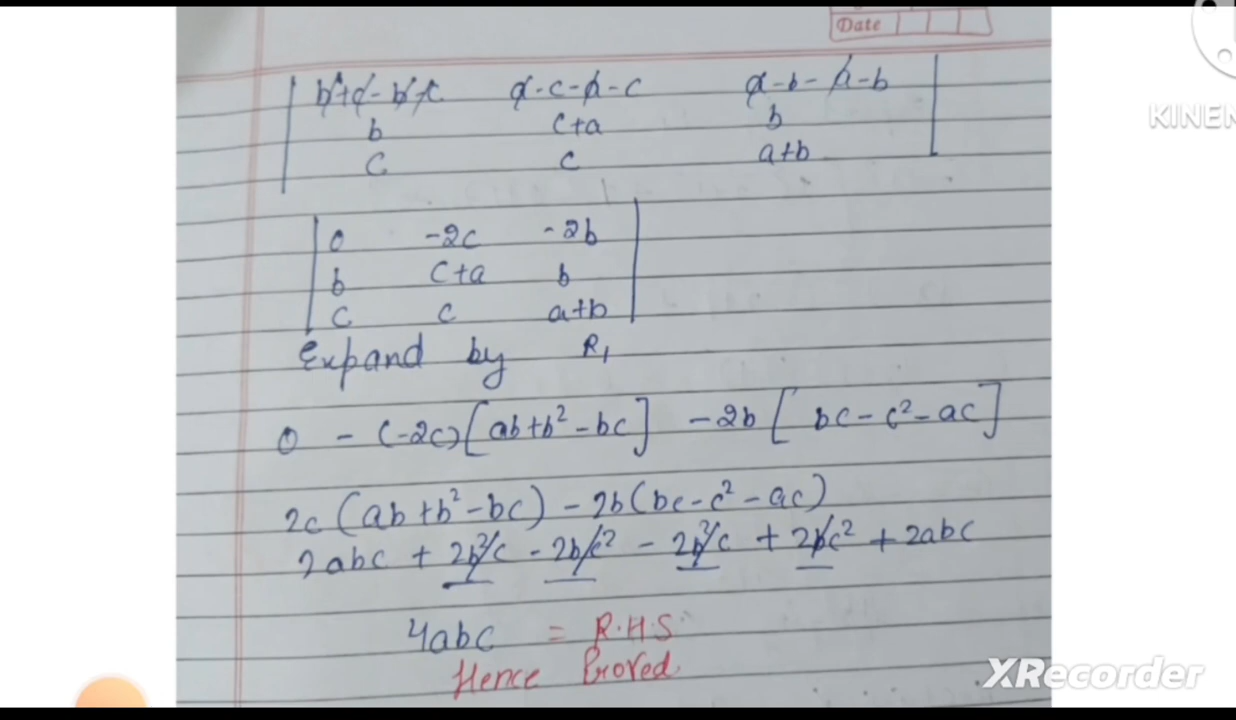 Date
KINEN
b+c-b-c a-c-a-c a-b-a-b
b c+a b
c c a+b
0 -2c -2b
b c+a b
c c a+b
Expand by R₁
0 - (-2c)[ab+b²-bc] -2b[bc-c²-ac]
2c(ab+b²-bc) -2b(bc-c²-ac)
2abc + 2b²c - 2bc² - 2b²c + 2bc² + 2abc
4abc = R.H.S.
Hence Proved.
XRecorder